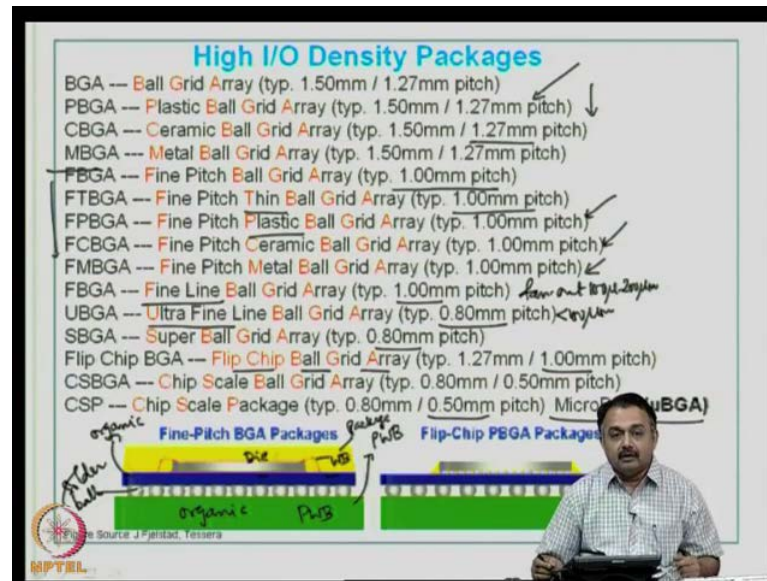 High I/O Density Packages
BGA --- Ball Grid Array (typ. 1.50mm / 1.27mm pitch)
PBGA --- Plastic Ball Grid Array (typ. 1.50mm / 1.27mm pitch)
CBGA --- Ceramic Ball Grid Array (typ. 1.50mm / 1.27mm pitch)
MBGA --- Metal Ball Grid Array (typ. 1.50mm / 1.27mm pitch)
FBGA --- Fine Pitch Ball Grid Array (typ. 1.00mm pitch)
FTBGA --- Fine Pitch Thin Ball Grid Array (typ. 1.00mm pitch)
FPBGA --- Fine Pitch Plastic Ball Grid Array (typ. 1.00mm pitch)
FCBGA --- Fine Pitch Ceramic Ball Grid Array (typ. 1.00mm pitch)
FMBGA --- Fine Pitch Metal Ball Grid Array (typ. 1.00mm pitch)
FBGA --- Fine Line Ball Grid Array (typ. 1.00mm pitch) fan out
UBGA --- Ultra Fine Line Ball Grid Array (typ. 0.80mm pitch)
SBGA --- Super Ball Grid Array (typ. 0.80mm pitch)
Flip Chip BGA --- Flip Chip Ball Grid Array (typ. 1.27mm / 1.00mm pitch)
CSBGA --- Chip Scale Ball Grid Array (typ. 0.80mm / 0.50mm pitch)
CSP --- Chip Scale Package (typ. 0.80mm / 0.50mm pitch) (uBGA)
organic Fine-Pitch BGA Packages package PWB Flip-Chip PBGA Packages
Die WB
Solder ball
organic PWB
Figure Source: J Fjelstad, Tessera
NPTEL